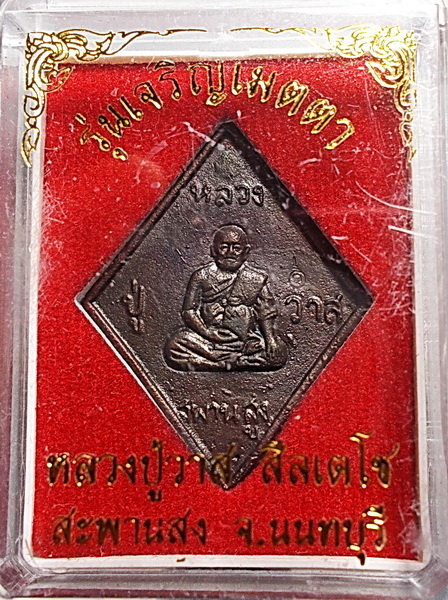 รุ่นเจริญเมตตา
หลวง
ปู่ วาส
สพานสูง
หลวงปู่วาส สีลเตโช
สะพานสูง จ.นนทบุรี